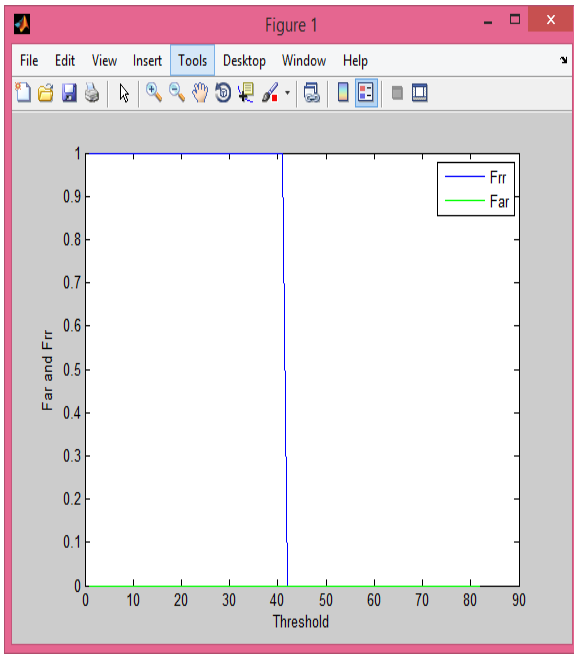 Figure 1
File Edit View Insert Tools Desktop Window Help
1
0.9
0.8
0.7
0.6
0.5
0.4
0.3
0.2
0.1
0
Far and Frr
Frr
Far
0 10 20 30 40 50 60 70 80 90
Threshold